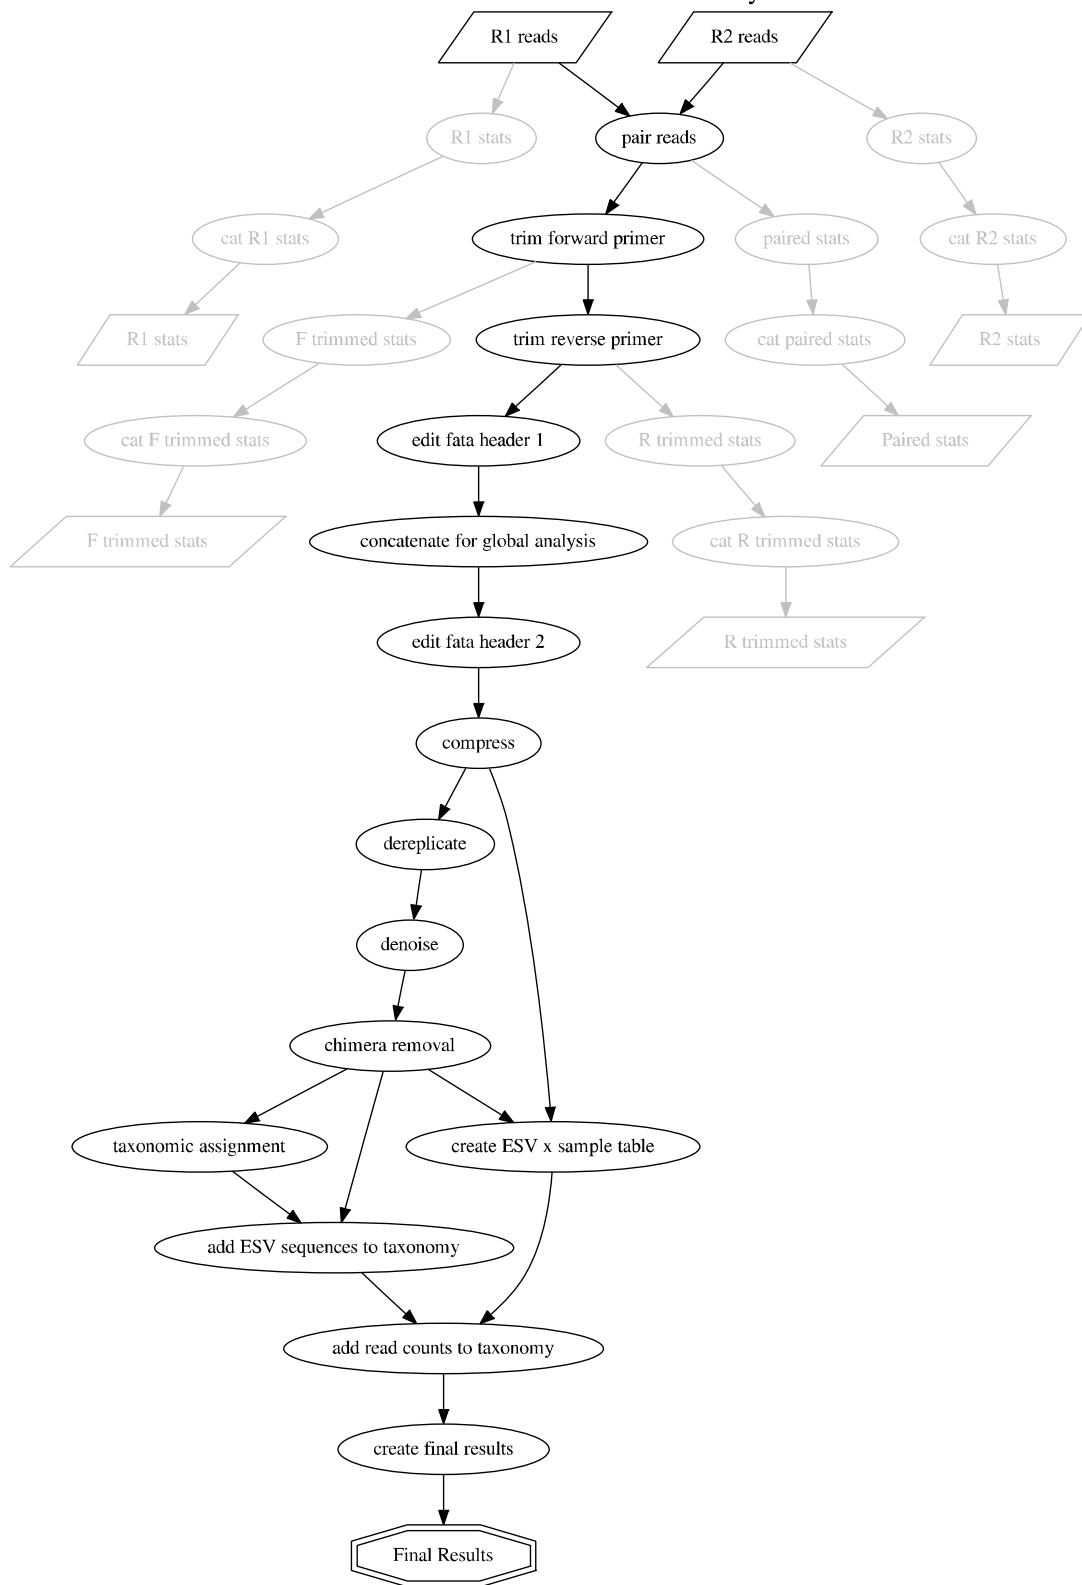 R1 reads
R2 reads
R1 stats
pair reads
R2 stats
cat R1 stats
trim forward primer
paired stats
cat R2 stats
R1 stats
F trimmed stats
trim reverse primer
cat paired stats
R2 stats
cat F trimmed stats
edit fata header 1
R trimmed stats
Paired stats
F trimmed stats
concatenate for global analysis
cat R trimmed stats
edit fata header 2
R trimmed stats
compress
dereplicate
denoise
chimera removal
taxonomic assignment
create ESV x sample table
add ESV sequences to taxonomy
add read counts to taxonomy
create final results
Final Results